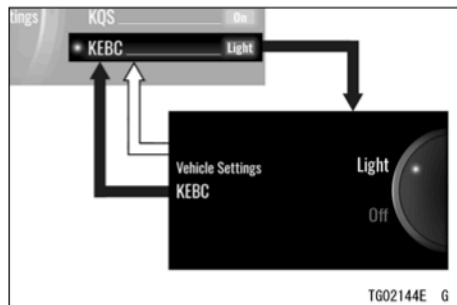 tings
KQS On
KEBC Light
Vehicle Settings
KEBC
Light
Off
TG02144E G